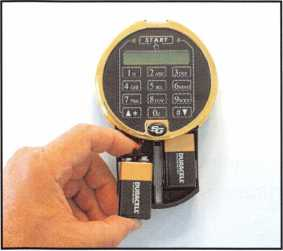 START
1 2 ABC 3 DEF
4 GHI 5 JKL 6 MNO
7 PRS 8 TUV 9 WXY
▲* 0 #▼
SG
DURACELL
DURACELL